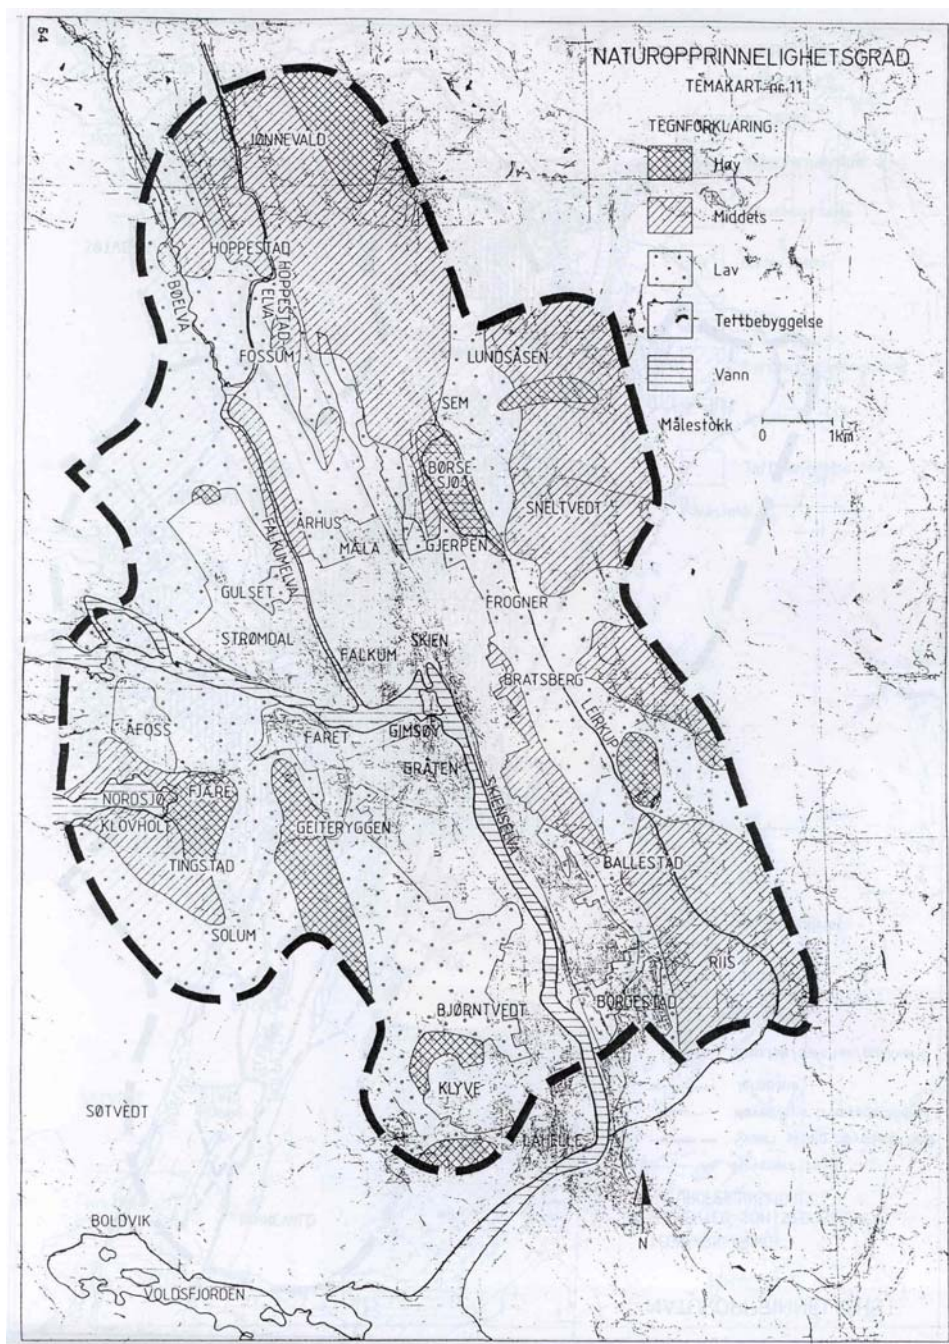 54
NATUROPPRINNELIGHETSGRAD
TEMAKART nr. 11
TEGNFORKLARING:
Høy
Middels
Lav
Tettbebyggelse
Vann
Målestokk 0 1km
JØNNEVALD
HOPPESTAD
HOPPESTAD-
ELVA
BØELVA
FOSSUM
LUNDSÅSEN
SEM
BØRSE-
SJØ
SNELTVEDT
ÅRHUS
MÆLA
GJERPEN
FALKUMELVA
GULSET
FROGNER
STRØMDAL
SKIEN
FALKUM
BRATSBERG
LEIRKUP
ÅFOSS
FARET
GIMSØY
GRÅTEN
NORDSJØ
FJÆRE
KLOVHOLT
GEITERYGGEN
SKIENSELVA
TINGSTAD
BALLESTAD
SOLUM
RIIS
BJØRNTVEDT
BORGESTAD
KLYVE
SØTVEDT
LAHELLE
N
BOLDVIK
VOLDSFJORDEN